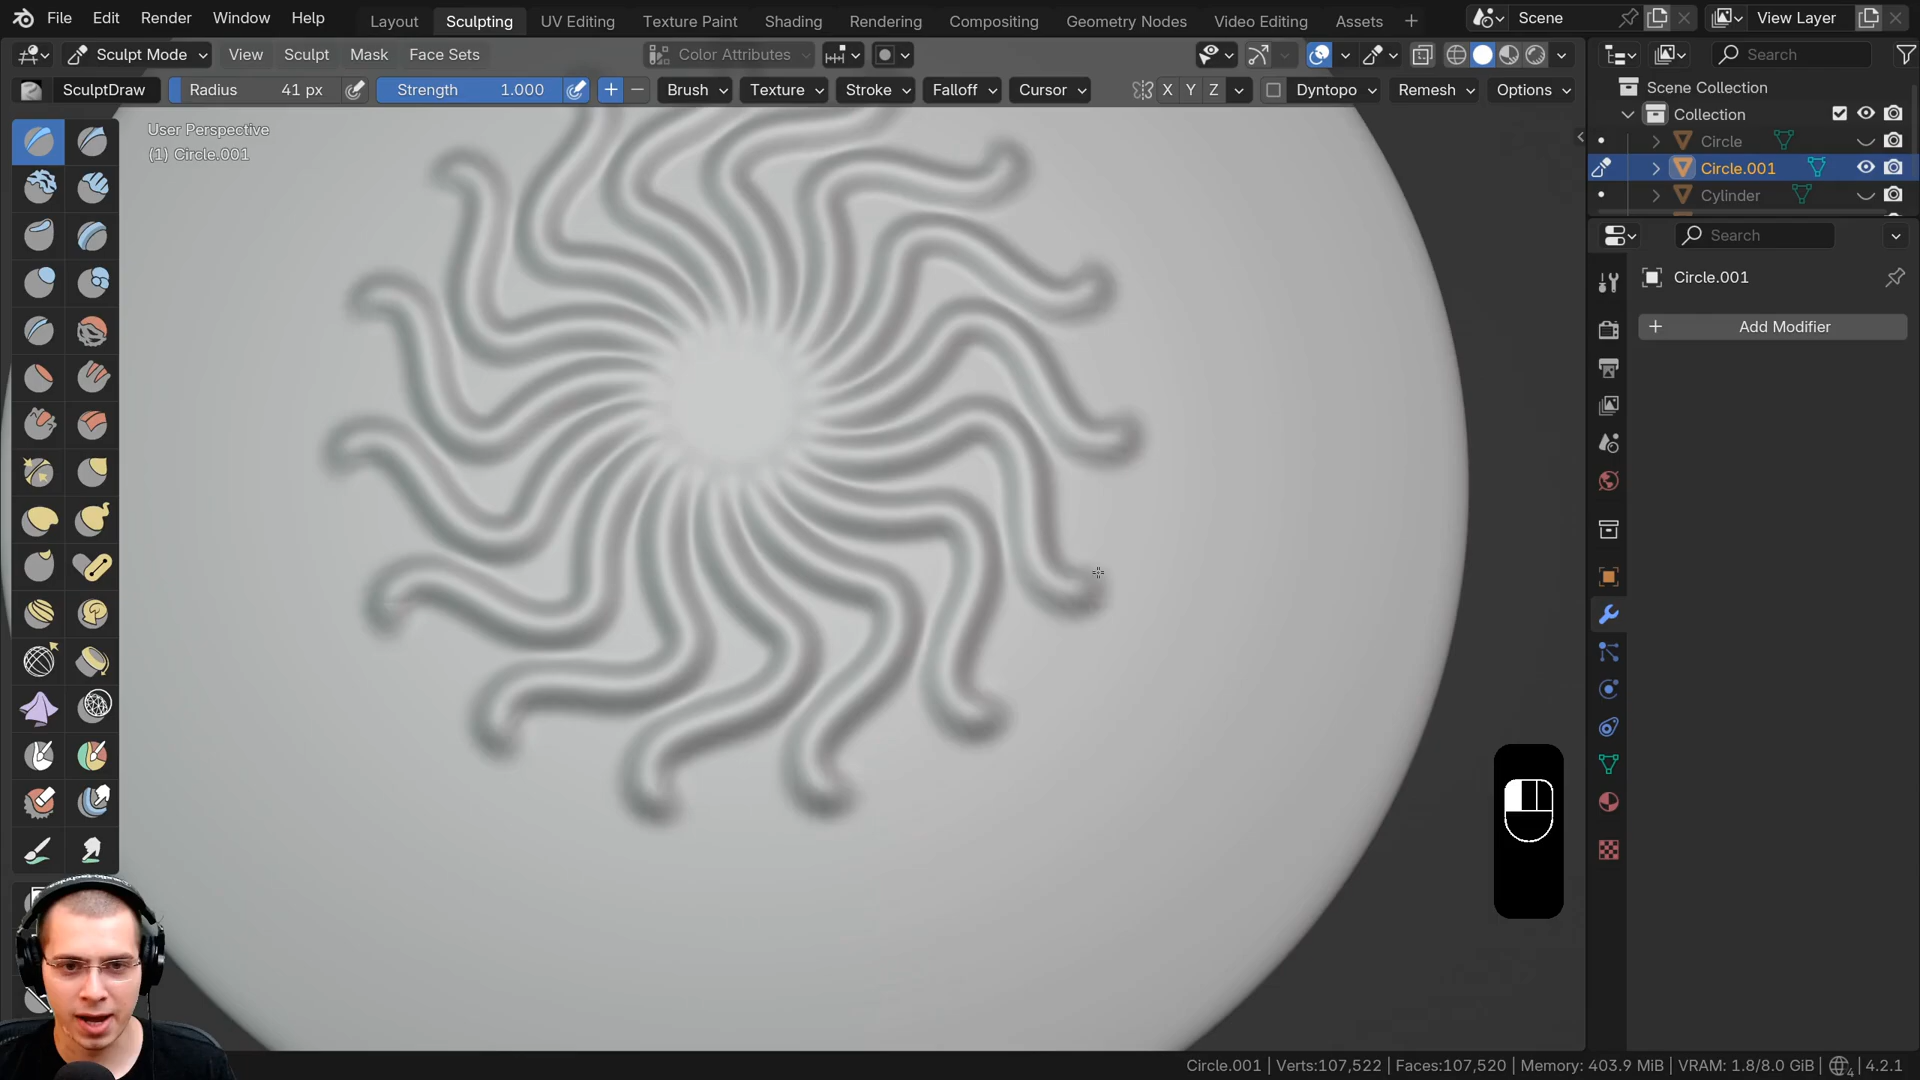 File Edit Render Window Help Layout Sculpting UV Editing Texture Paint Shading Rendering Compositing Geometry Nodes Video Editing Assets Scene View Layer
Sculpt Mode View Sculpt Mask Face Sets Color Attributes Search
SculptDraw Radius 41 px Strength 1.000 Brush Texture Stroke Falloff Cursor X Y Z Dyntopo Remesh Options
User Perspective
(1) Circle.001
Scene Collection
Collection
Circle
Circle.001
Cylinder
Search
Circle.001
Add Modifier
Circle.001 | Verts:107,522 | Faces:107,520 | Memory: 403.9 MiB | VRAM: 1.8/8.0 GiB | 4 4.2.1